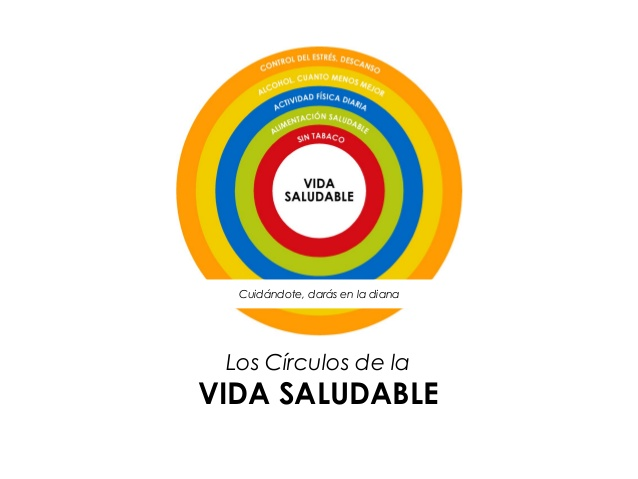 CONTROL DEL ESTRÉS. DESCANSO
ALCOHOL. CUANTO MENOS MEJOR
ACTIVIDAD FÍSICA DIARIA
ALIMENTACIÓN SALUDABLE
SIN TABACO
VIDA
SALUDABLE
Cuidándote, darás en la diana
Los Círculos de la
VIDA SALUDABLE